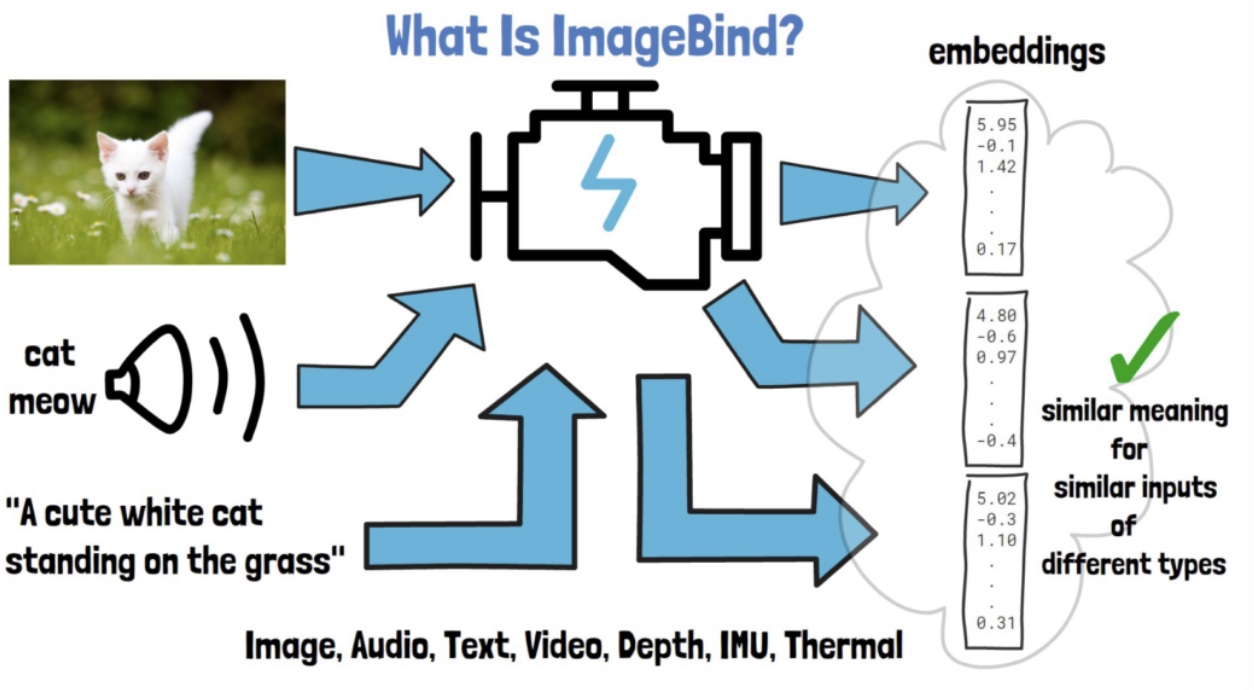 What Is ImageBind?
embeddings
5.95
-0.1
1.42
.
.
.
0.17
cat
meow
4.80
-0.6
0.97
.
.
.
-0.4
similar meaning
for
similar inputs
of
different types
"A cute white cat
standing on the grass"
5.02
-0.3
1.10
.
.
.
0.31
Image, Audio, Text, Video, Depth, IMU, Thermal